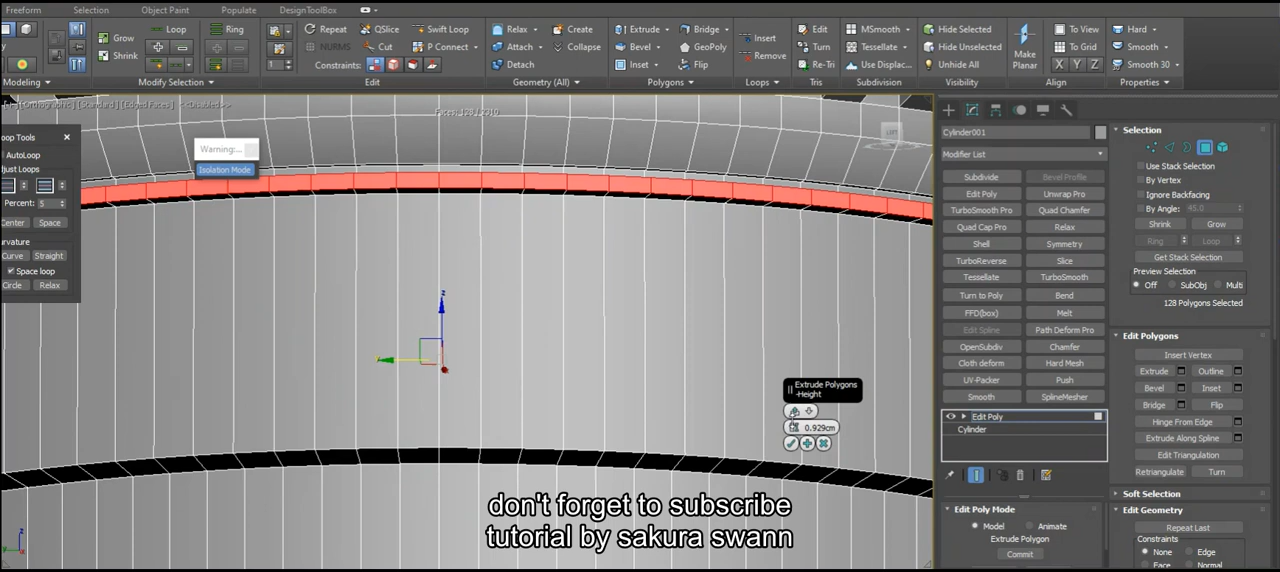 Freeform Selection Object Paint Populate DesignToolBox
Grow Loop Ring Repeat QSlice Swift Loop Relax Create Extrude Bridge Insert Edit MSmooth Hide Selected To View Hard
Shrink NURMS Cut P Connect Attach Collapse Bevel GeoPoly Remove Turn Tessellate Hide Unselected Make Planar To Grid Smooth
1 Constraints: Detach Inset Flip Re-Tri Use Displac... Unhide All X Y Z Smooth 30
Modeling Modify Selection Edit Geometry (All) Polygons Loops Tris Subdivision Visibility Align Properties
Faces: 128 / 2010
LEFT
oop Tools
AutoLoop
djust Loops
Percent: 5
Center Space
urvature
Curve Straight
Space loop
Circle Relax
Warning:...
Isolation Mode
z
Extrude Polygons
-Height
0.929cm
don't forget to subscribe
tutorial by sakura swann
Cylinder001
Modifier List
Subdivide Bevel Profile
Edit Poly Unwrap Pro
TurboSmooth Pro Quad Chamfer
Quad Cap Pro Relax
Shell Symmetry
TurboReverse Slice
Tessellate TurboSmooth
Turn to Poly Bend
FFD(box) Melt
Edit Spline Path Deform Pro
OpenSubdiv Chamfer
Cloth deform Hard Mesh
UV-Packer Push
Smooth SplineMesher
Edit Poly
Cylinder
Edit Poly Mode
Model Animate
Extrude Polygon
Commit
Selection
Use Stack Selection
By Vertex
Ignore Backfacing
By Angle: 45.0
Shrink Grow
Ring Loop
Get Stack Selection
Preview Selection
Off SubObj Multi
128 Polygons Selected
Edit Polygons
Insert Vertex
Extrude Outline
Bevel Inset
Bridge Flip
Hinge From Edge
Extrude Along Spline
Edit Triangulation
Retriangulate Turn
Soft Selection
Edit Geometry
Repeat Last
Constraints
None Edge
Face Normal